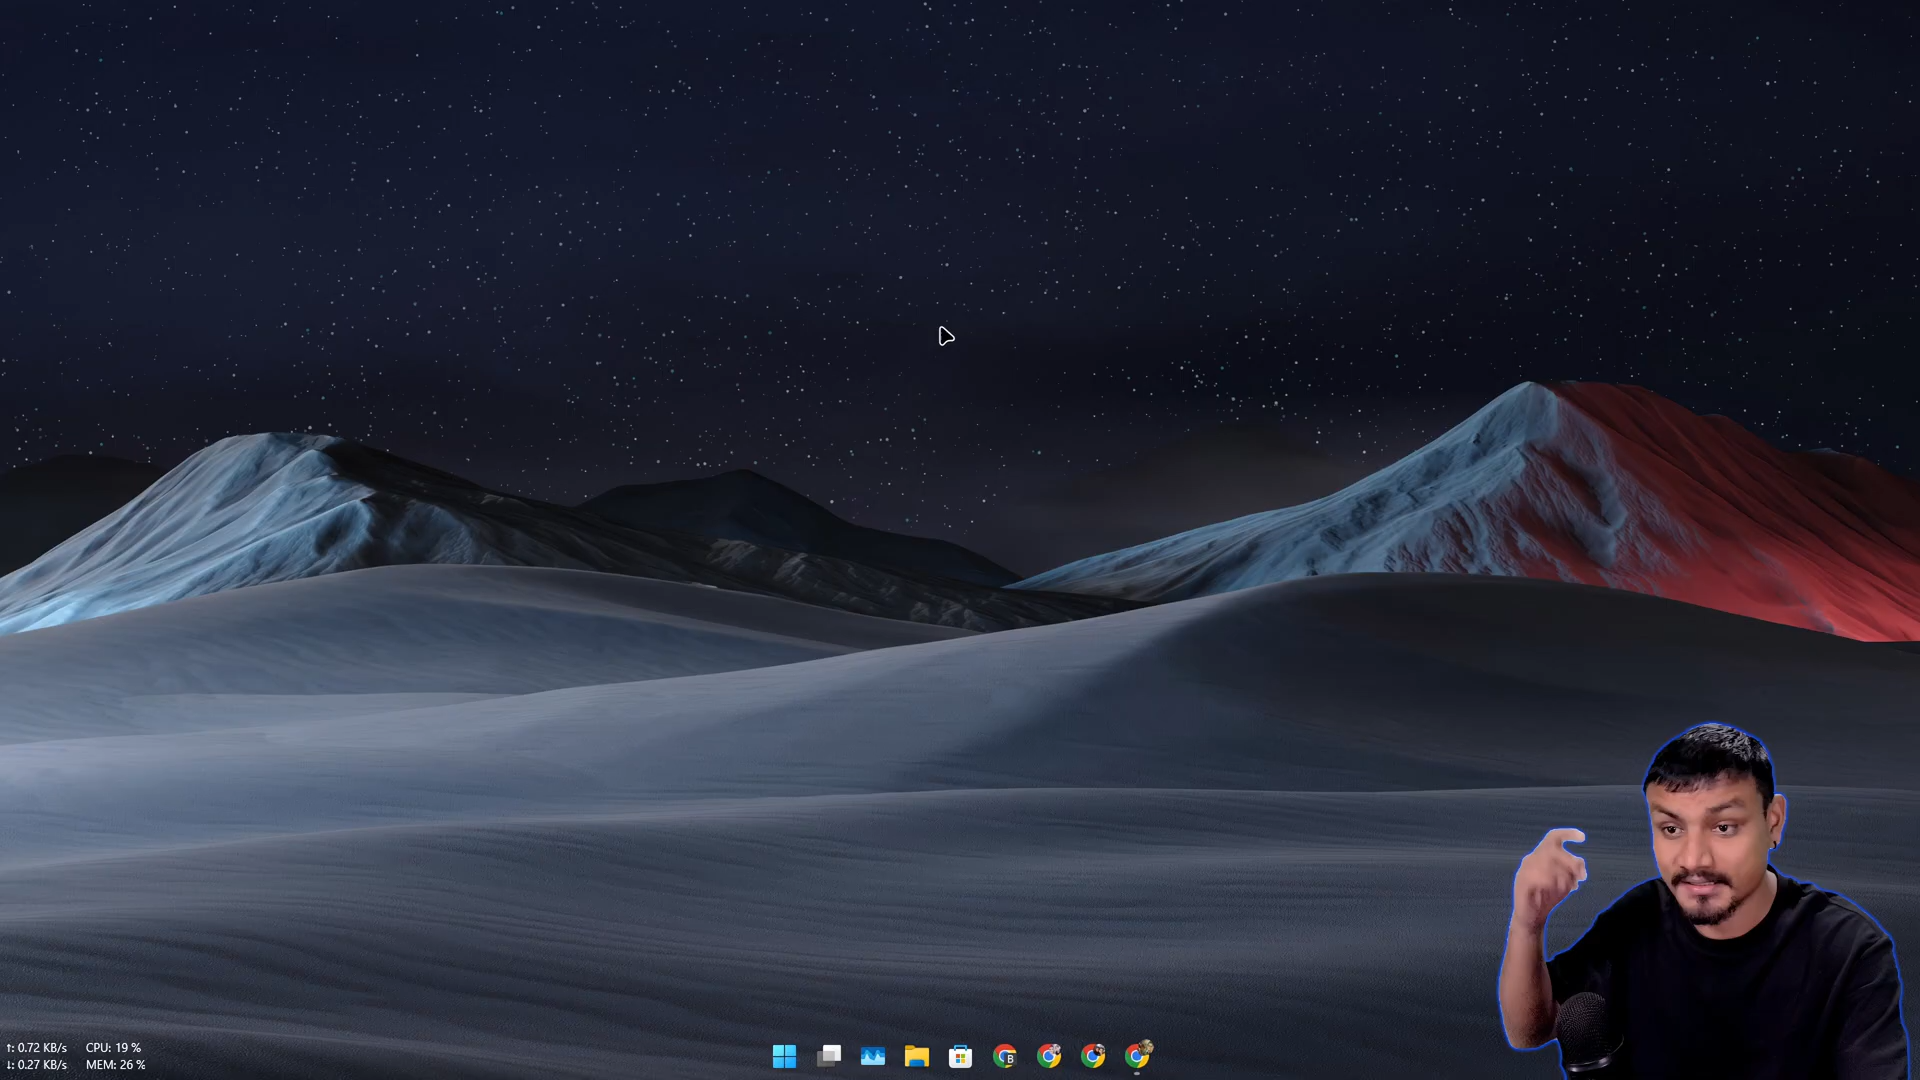 ↑: 0.72 KB/s CPU: 19 %
↓: 0.27 KB/s MEM: 26 %
B